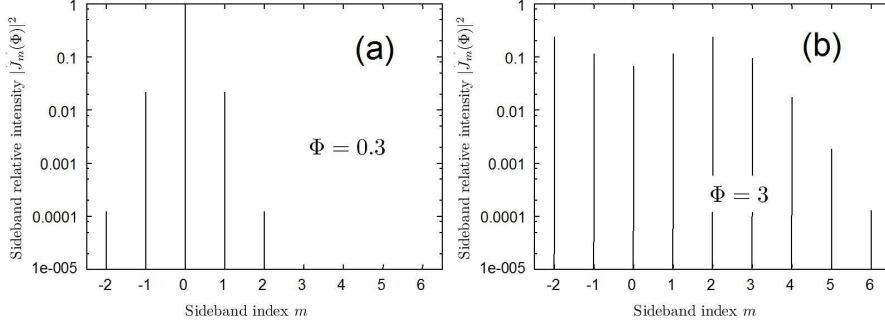 Sideband relative intensity |J_m(Φ)|²
1
0.1
0.01
0.001
0.0001
1e-005
(a)
Φ = 0.3
-2 -1 0 1 2 3 4 5 6
Sideband index m
Sideband relative intensity |J_m(Φ)|²
1
0.1
0.01
0.001
0.0001
1e-005
(b)
Φ = 3
-2 -1 0 1 2 3 4 5 6
Sideband index m